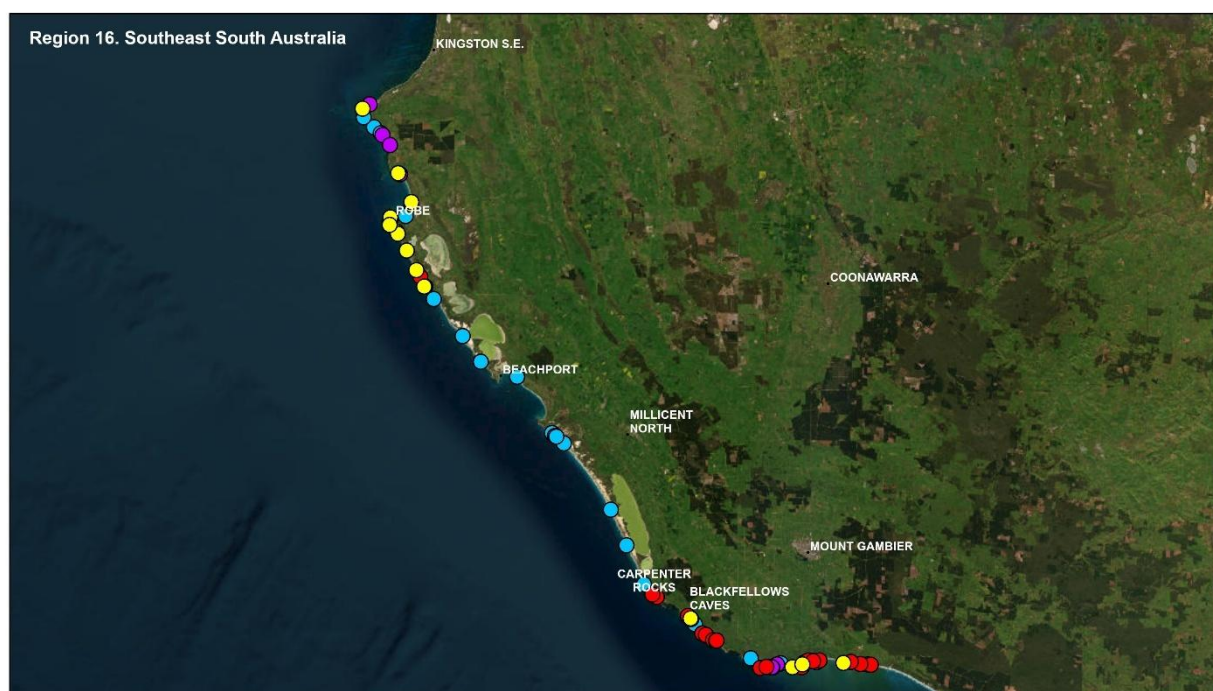 Region 16. Southeast South Australia
KINGSTON S.E.
ROBE
COONAWARRA
BEACHPORT
MILLICENT
NORTH
MOUNT GAMBIER
CARPENTER
ROCKS
BLACKFELLOWS
CAVES